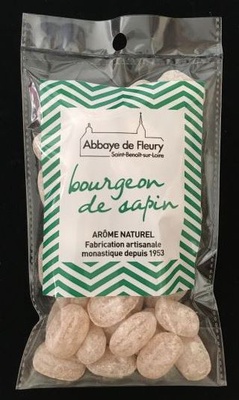 Abbaye de Fleury
Saint-Benoît-sur-Loire
bourgeon
de sapin
ARÔME NATUREL
Fabrication artisanale
monastique depuis 1953